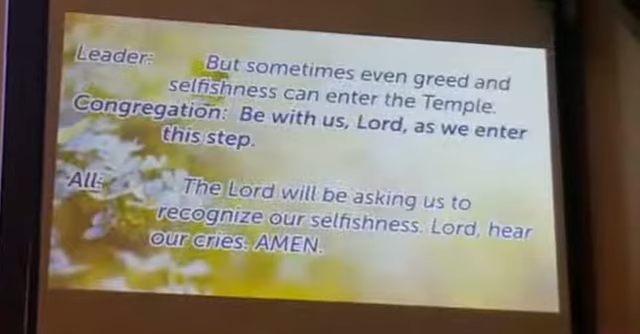 Leader: But sometimes even greed and
selfishness can enter the Temple.
Congregation: Be with us, Lord, as we enter
this step.
All: The Lord will be asking us to
recognize our selfishness. Lord, hear
our cries. AMEN.